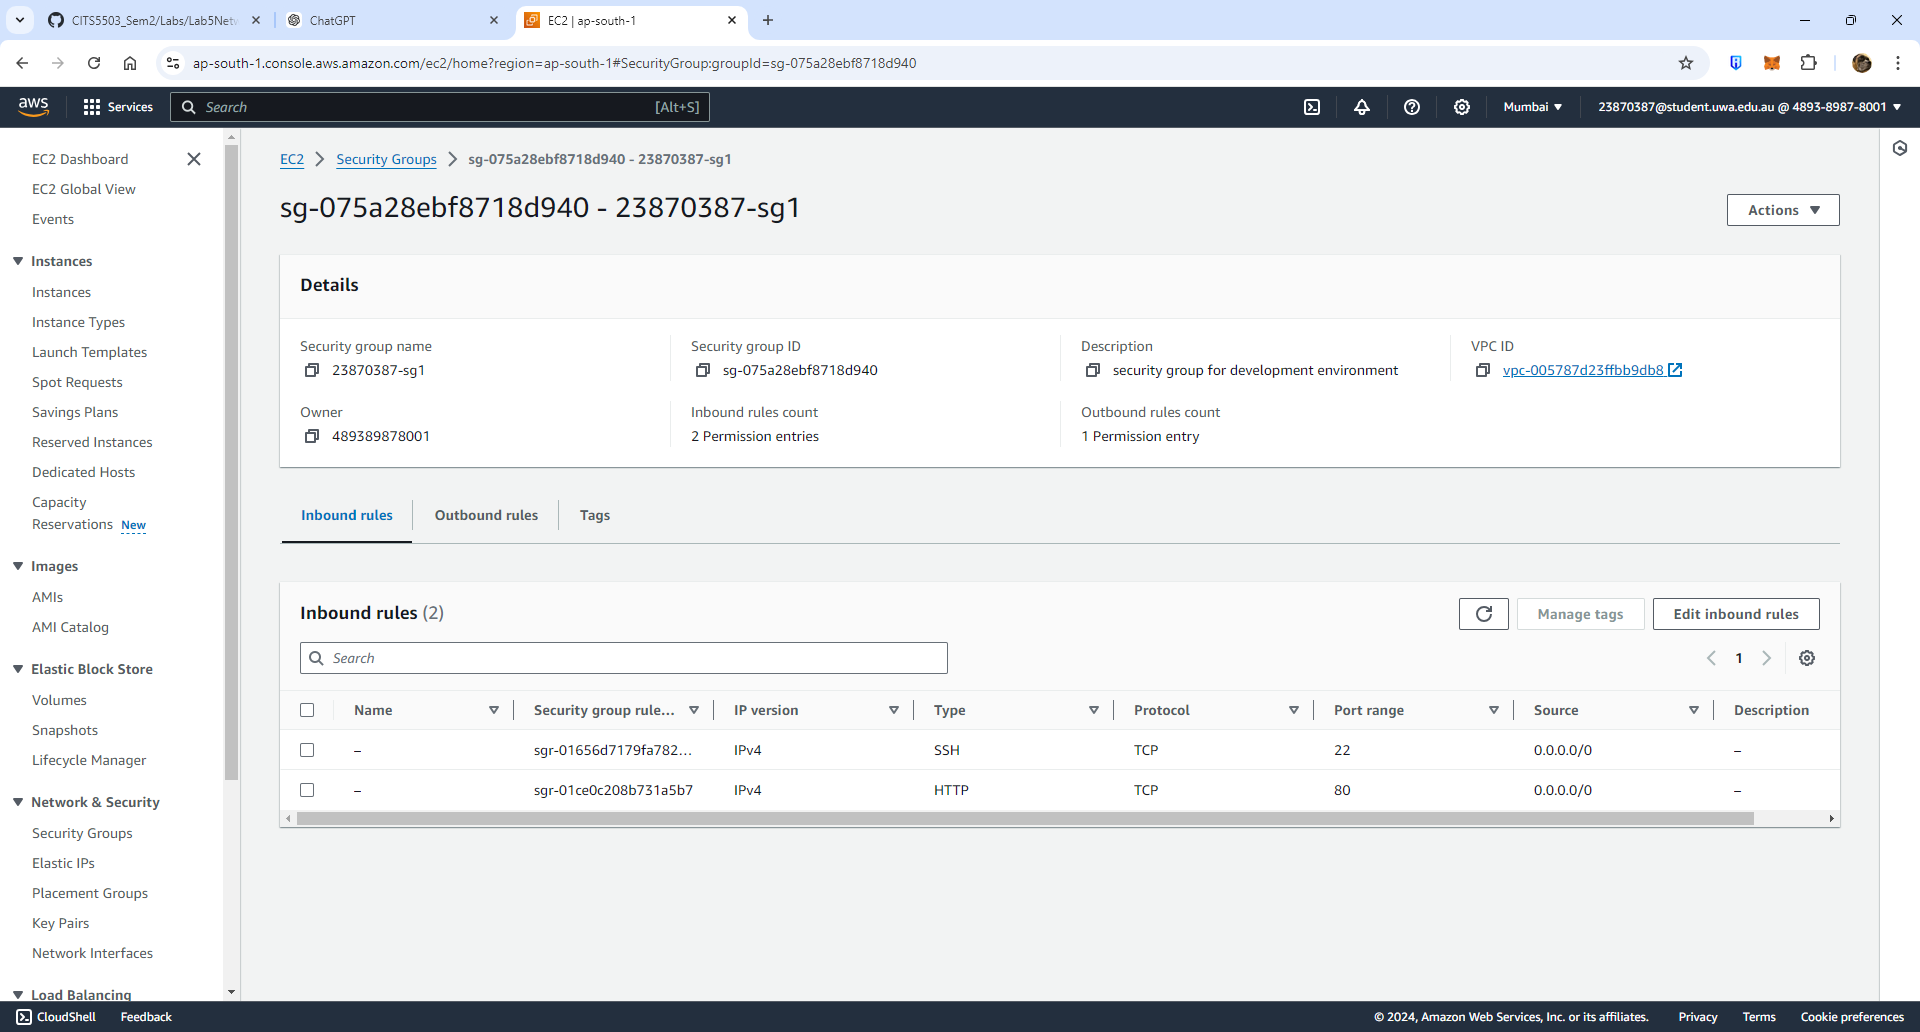 CITS5503_Sem2/Labs/Lab5Netw
ChatGPT
EC2 | ap-south-1
ap-south-1.console.aws.amazon.com/ec2/home?region=ap-south-1#SecurityGroup:groupId=sg-075a28ebf8718d940
aws
Services
Search
[Alt+S]
Mumbai
23870387@student.uwa.edu.au @ 4893-8987-8001
EC2 Dashboard
EC2 Global View
Events
Instances
Instances
Instance Types
Launch Templates
Spot Requests
Savings Plans
Reserved Instances
Dedicated Hosts
Capacity
Reservations New
Images
AMIs
AMI Catalog
Elastic Block Store
Volumes
Snapshots
Lifecycle Manager
Network & Security
Security Groups
Elastic IPs
Placement Groups
Key Pairs
Network Interfaces
Load Balancing
EC2 > Security Groups > sg-075a28ebf8718d940 - 23870387-sg1
sg-075a28ebf8718d940 - 23870387-sg1
Actions
Details
Security group name
23870387-sg1
Security group ID
sg-075a28ebf8718d940
Description
security group for development environment
VPC ID
vpc-005787d23ffbb9db8
Owner
489389878001
Inbound rules count
2 Permission entries
Outbound rules count
1 Permission entry
Inbound rules
Outbound rules
Tags
Inbound rules (2)
Manage tags
Edit inbound rules
Search
1
Name Security group rule... IP version Type Protocol Port range Source Description
– sgr-01656d7179fa782... IPv4 SSH TCP 22 0.0.0.0/0 –
– sgr-01ce0c208b731a5b7 IPv4 HTTP TCP 80 0.0.0.0/0 –
CloudShell
Feedback
© 2024, Amazon Web Services, Inc. or its affiliates.
Privacy
Terms
Cookie preferences